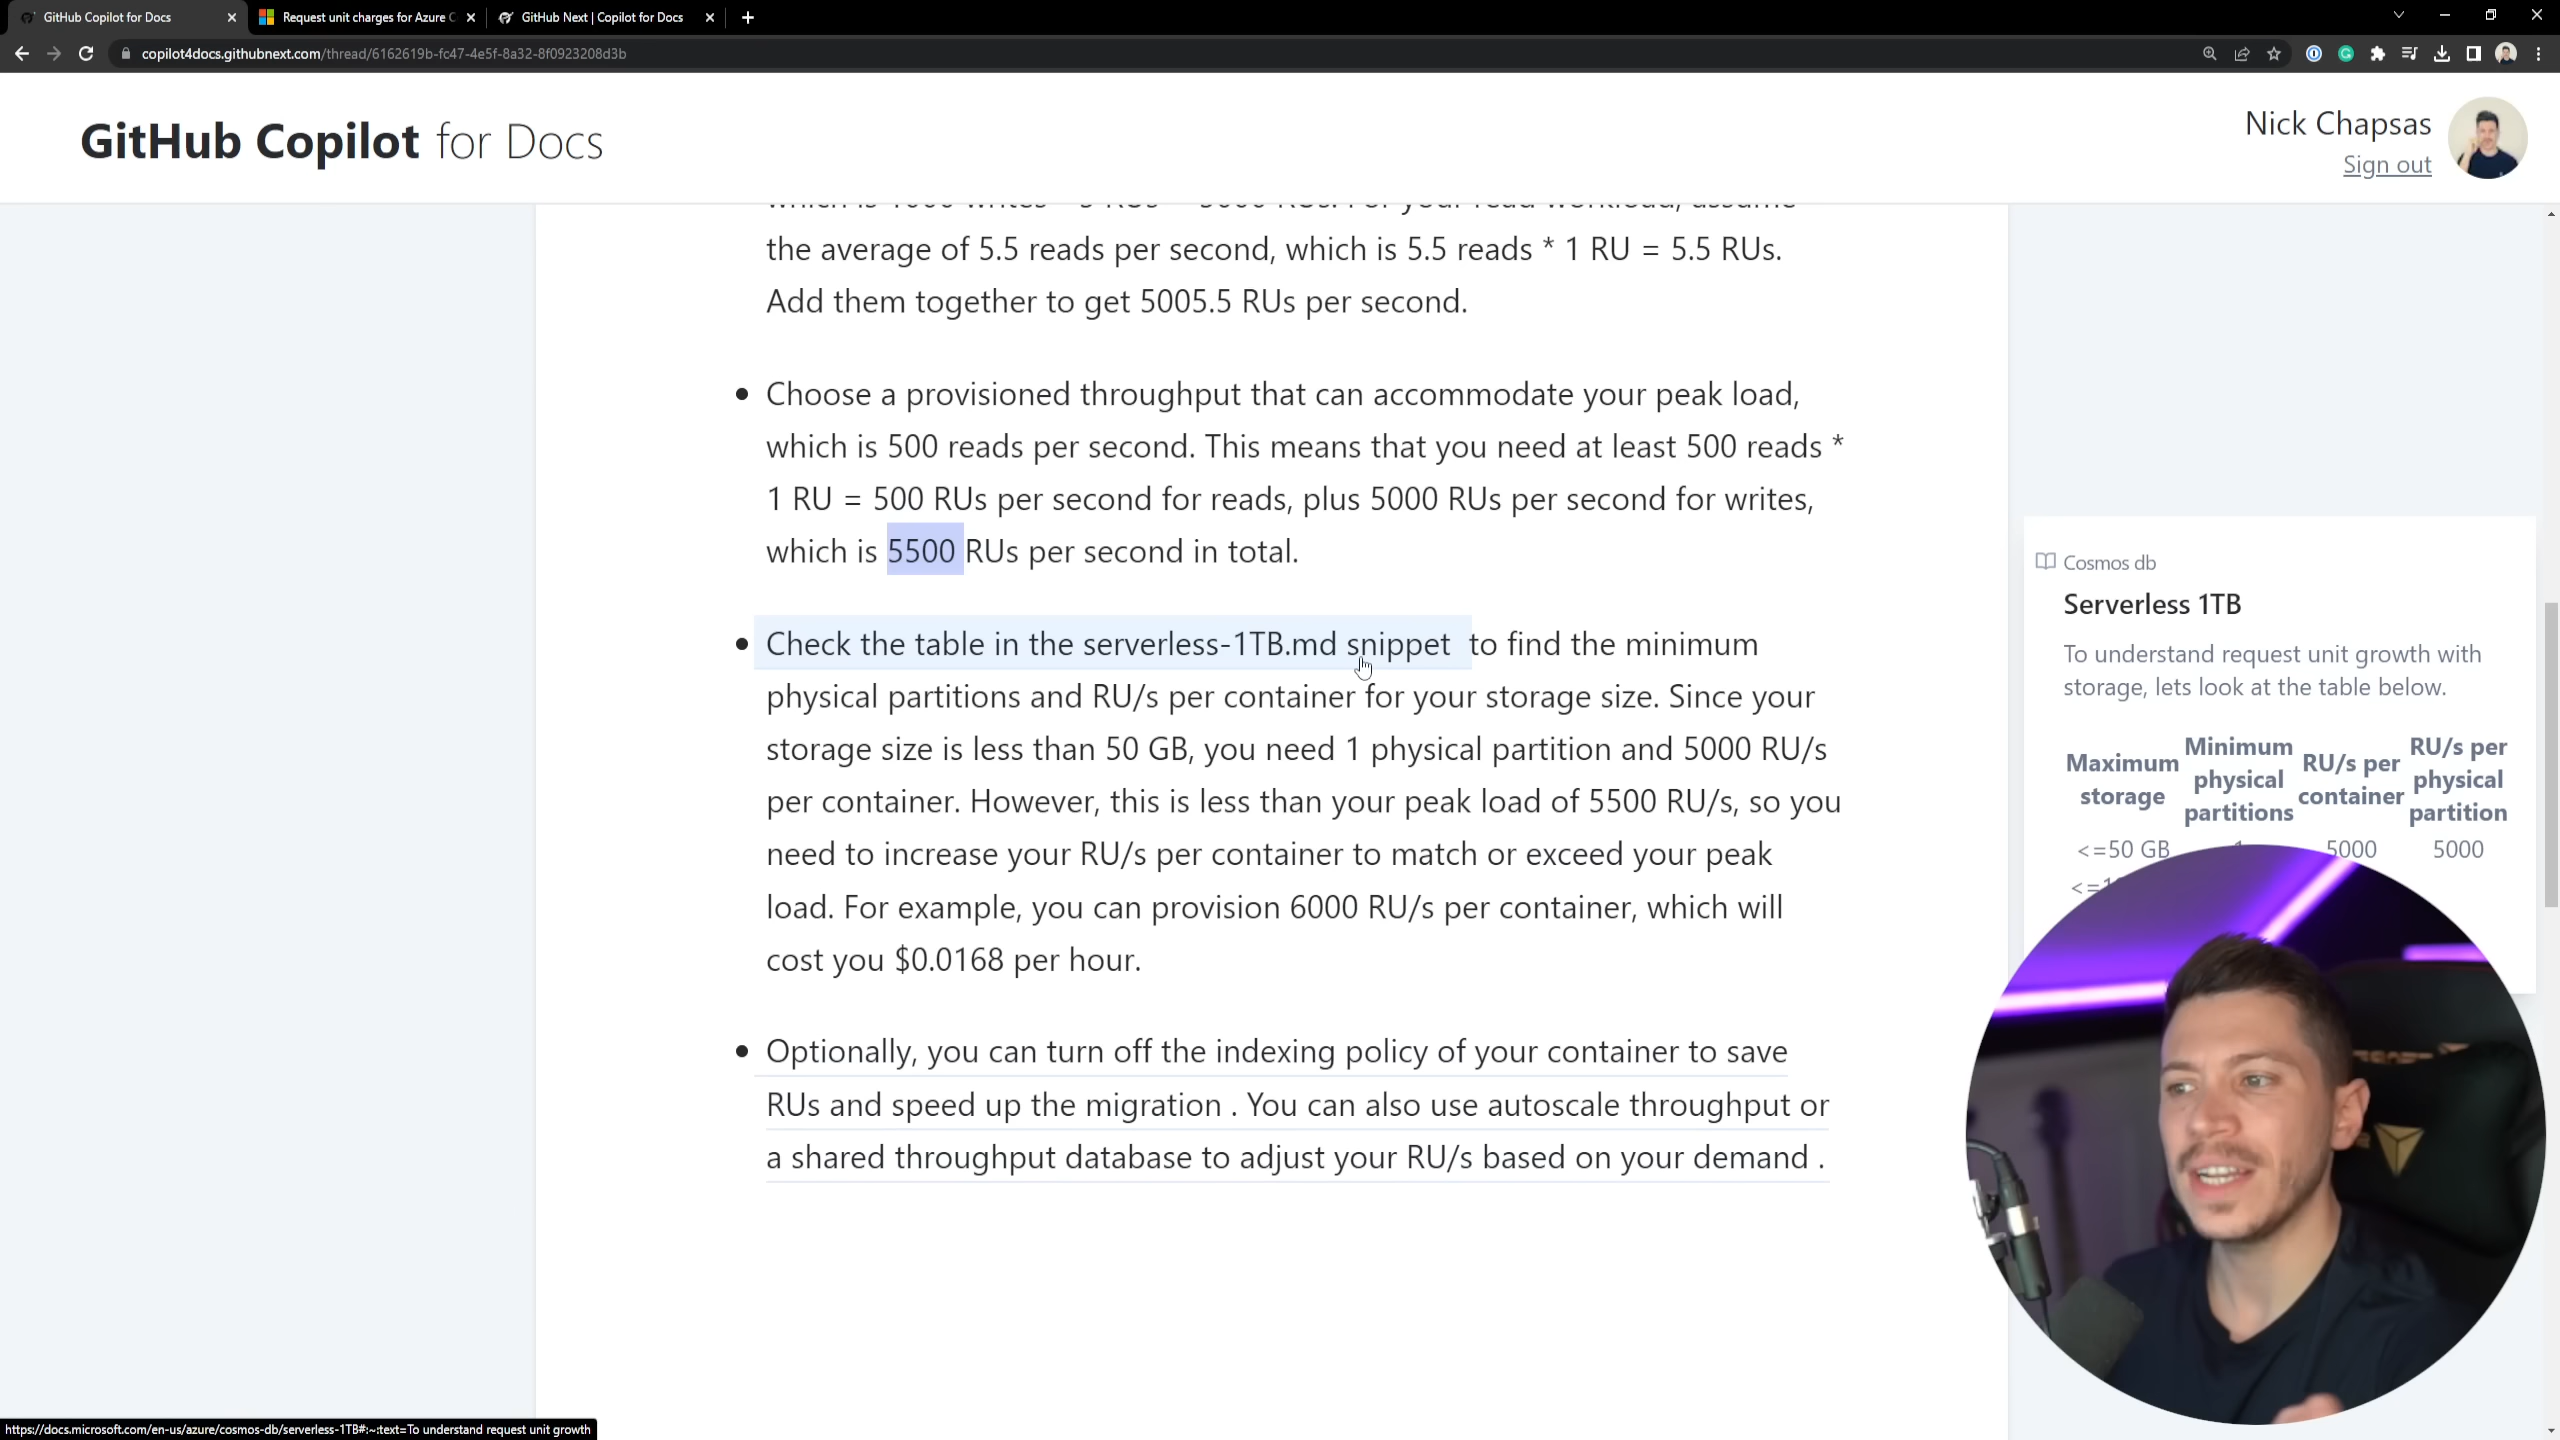 GitHub Copilot for Docs
Request unit charges for Azure C
GitHub Next | Copilot for Docs
copilot4docs.githubnext.com/thread/6162619b-fc47-4e5f-8a32-8f0923208d3b
GitHub Copilot for Docs
Nick Chapsas
Sign out
the average of 5.5 reads per second, which is 5.5 reads * 1 RU = 5.5 RUs.
Add them together to get 5005.5 RUs per second.
• Choose a provisioned throughput that can accommodate your peak load,
which is 500 reads per second. This means that you need at least 500 reads *
1 RU = 500 RUs per second for reads, plus 5000 RUs per second for writes,
which is 5500 RUs per second in total.
• Check the table in the serverless-1TB.md snippet to find the minimum
physical partitions and RU/s per container for your storage size. Since your
storage size is less than 50 GB, you need 1 physical partition and 5000 RU/s
per container. However, this is less than your peak load of 5500 RU/s, so you
need to increase your RU/s per container to match or exceed your peak
load. For example, you can provision 6000 RU/s per container, which will
cost you $0.0168 per hour.
• Optionally, you can turn off the indexing policy of your container to save
RUs and speed up the migration . You can also use autoscale throughput or
a shared throughput database to adjust your RU/s based on your demand .
Cosmos db
Serverless 1TB
To understand request unit growth with
storage, lets look at the table below.
Maximum storage Minimum physical partitions RU/s per container RU/s per physical partition
<=50 GB 5000 5000
https://docs.microsoft.com/en-us/azure/cosmos-db/serverless-1TB#:~:text=To understand request unit growth